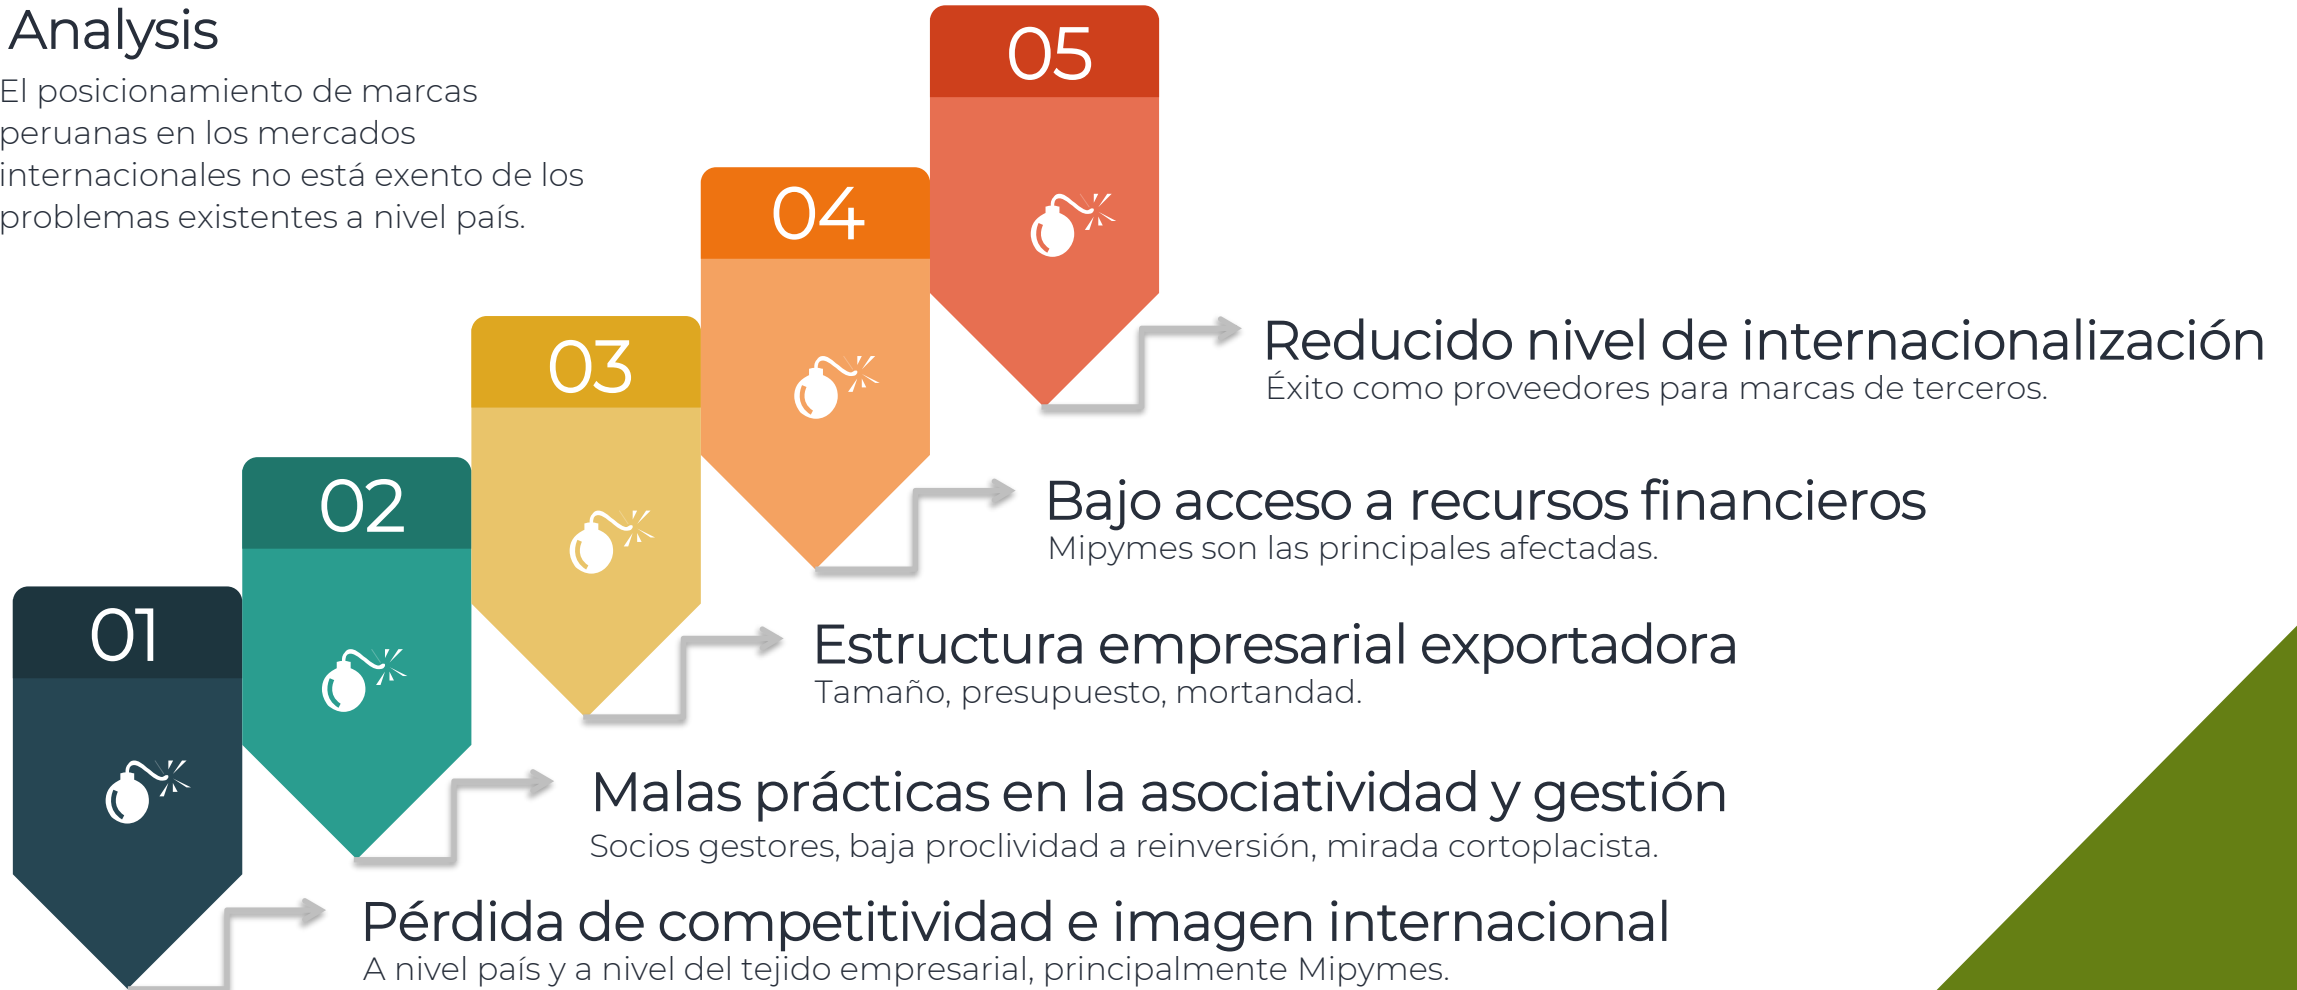 Analysis
El posicionamiento de marcas
peruanas en los mercados
internacionales no está exento de los
problemas existentes a nivel país.
05
Reducido nivel de internacionalización
Éxito como proveedores para marcas de terceros.
04
Bajo acceso a recursos financieros
Mipymes son las principales afectadas.
03
Estructura empresarial exportadora
Tamaño, presupuesto, mortandad.
02
Malas prácticas en la asociatividad y gestión
Socios gestores, baja proclividad a reinversión, mirada cortoplacista.
01
Pérdida de competitividad e imagen internacional
A nivel país y a nivel del tejido empresarial, principalmente Mipymes.